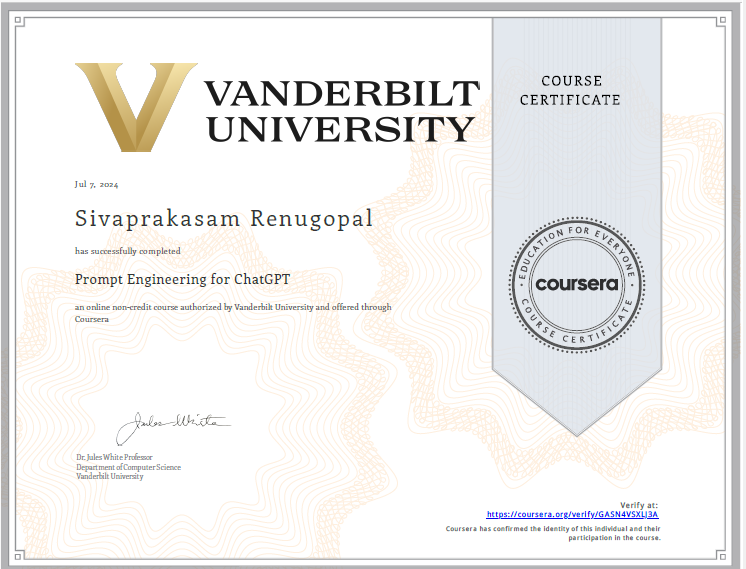 VANDERBILT
UNIVERSITY
COURSE
CERTIFICATE
Jul 7, 2024
Sivaprakasam Renugopal
has successfully completed
Prompt Engineering for ChatGPT
an online non-credit course authorized by Vanderbilt University and offered through
Coursera
EDUCATION FOR EVERYONE
coursera
COURSE CERTIFICATE
Jules White
Dr. Jules White Professor
Department of Computer Science
Vanderbilt University
Verify at:
https://coursera.org/verify/GASN4VSXLJ3A
Coursera has confirmed the identity of this individual and their
participation in the course.